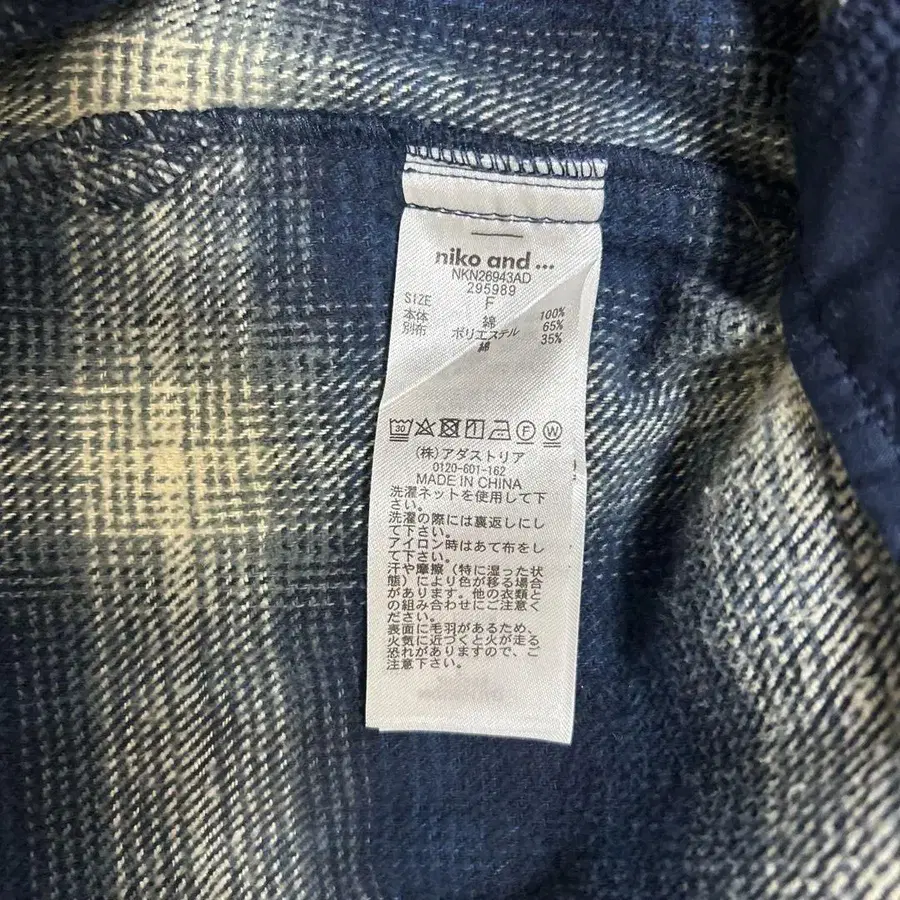 niko and ...
NKN26943AD
295989
SIZE F
本体 綿 100%
別布 ポリエステル 65%
綿 35%
30 F W
(株)アダストリア
0120-601-162
MADE IN CHINA
洗濯ネットを使用して下
さい。
洗濯の際には裏返しにし
て下さい。
アイロン時はあて布をし
て下さい。
汗や摩擦(特に湿った状
態)により色が移る場合
があります。他の衣類と
の組み合わせにご注意く
ださい。
表面に毛羽があるため、
火気に近づくと火が走る
恐れがありますので、ご
注意ください。